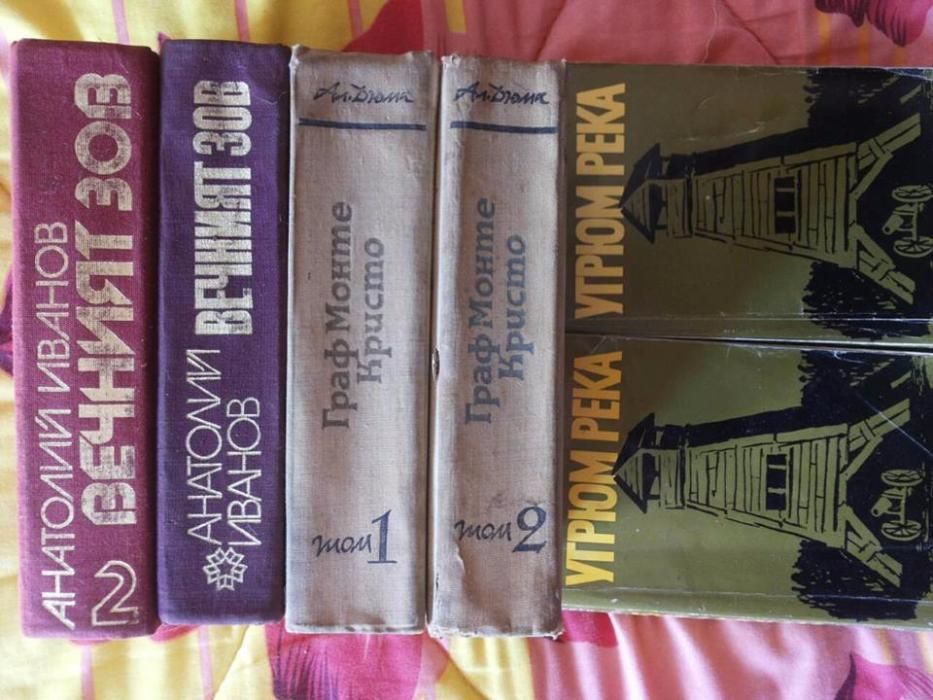 АНАТОЛИЙ ИВАНОВ
ВЕЧНИЯТ ЗОВ
2
АНАТОЛИЙ
ИВАНОВ
ВЕЧНИЯТ ЗОВ
Ал. Дюма
Граф Монте
Кристо
том 1
Ал. Дюма
Граф Монте
Кристо
том 2
УГРЮМ РЕКА
УГРЮМ РЕКА